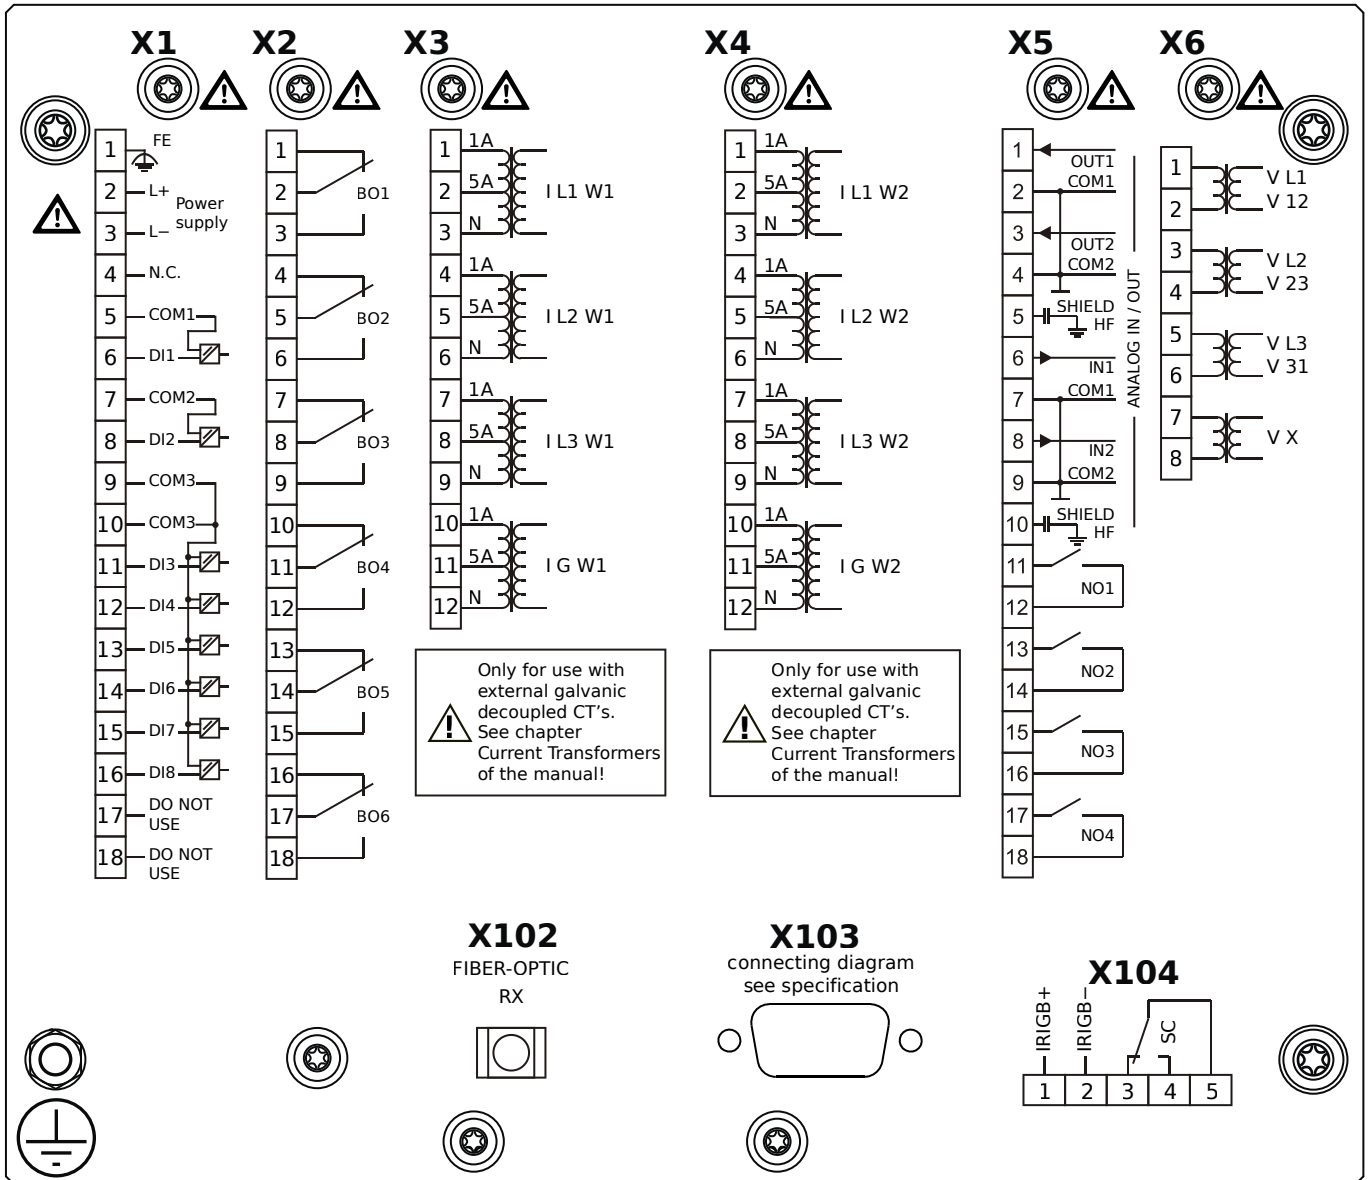 X1
X2
X3
X4
X5
X6
1 FE
2 L+
Power
supply
3 L−
4 N.C.
5 COM1
6 DI1
7 COM2
8 DI2
9 COM3
10 COM3
11 DI3
12 DI4
13 DI5
14 DI6
15 DI7
16 DI8
17 DO NOT
USE
18 DO NOT
USE
1
2 BO1
3
4
5 BO2
6
7
8 BO3
9
10
11 BO4
12
13
14 BO5
15
16
17 BO6
18
1 1A
2 5A I L1 W1
3 N
4 1A
5 5A I L2 W1
6 N
7 1A
8 5A I L3 W1
9 N
10 1A
11 5A I G W1
12 N
Only for use with
external galvanic
decoupled CT's.
See chapter
Current Transformers
of the manual!
1 1A
2 5A I L1 W2
3 N
4 1A
5 5A I L2 W2
6 N
7 1A
8 5A I L3 W2
9 N
10 1A
11 5A I G W2
12 N
Only for use with
external galvanic
decoupled CT's.
See chapter
Current Transformers
of the manual!
1 OUT1
2 COM1
3 OUT2
4 COM2
5 SHIELD
HF
6 IN1
7 COM1
8 IN2
9 COM2
10 SHIELD
HF
ANALOG IN / OUT
11
NO1
12
13
NO2
14
15
NO3
16
17
NO4
18
1 V L1
2 V 12
3 V L2
4 V 23
5 V L3
6 V 31
7
V X
8
X102
FIBER-OPTIC
RX
X103
connecting diagram
see specification
X104
IRIGB+
IRIGB−
SC
1 2 3 4 5